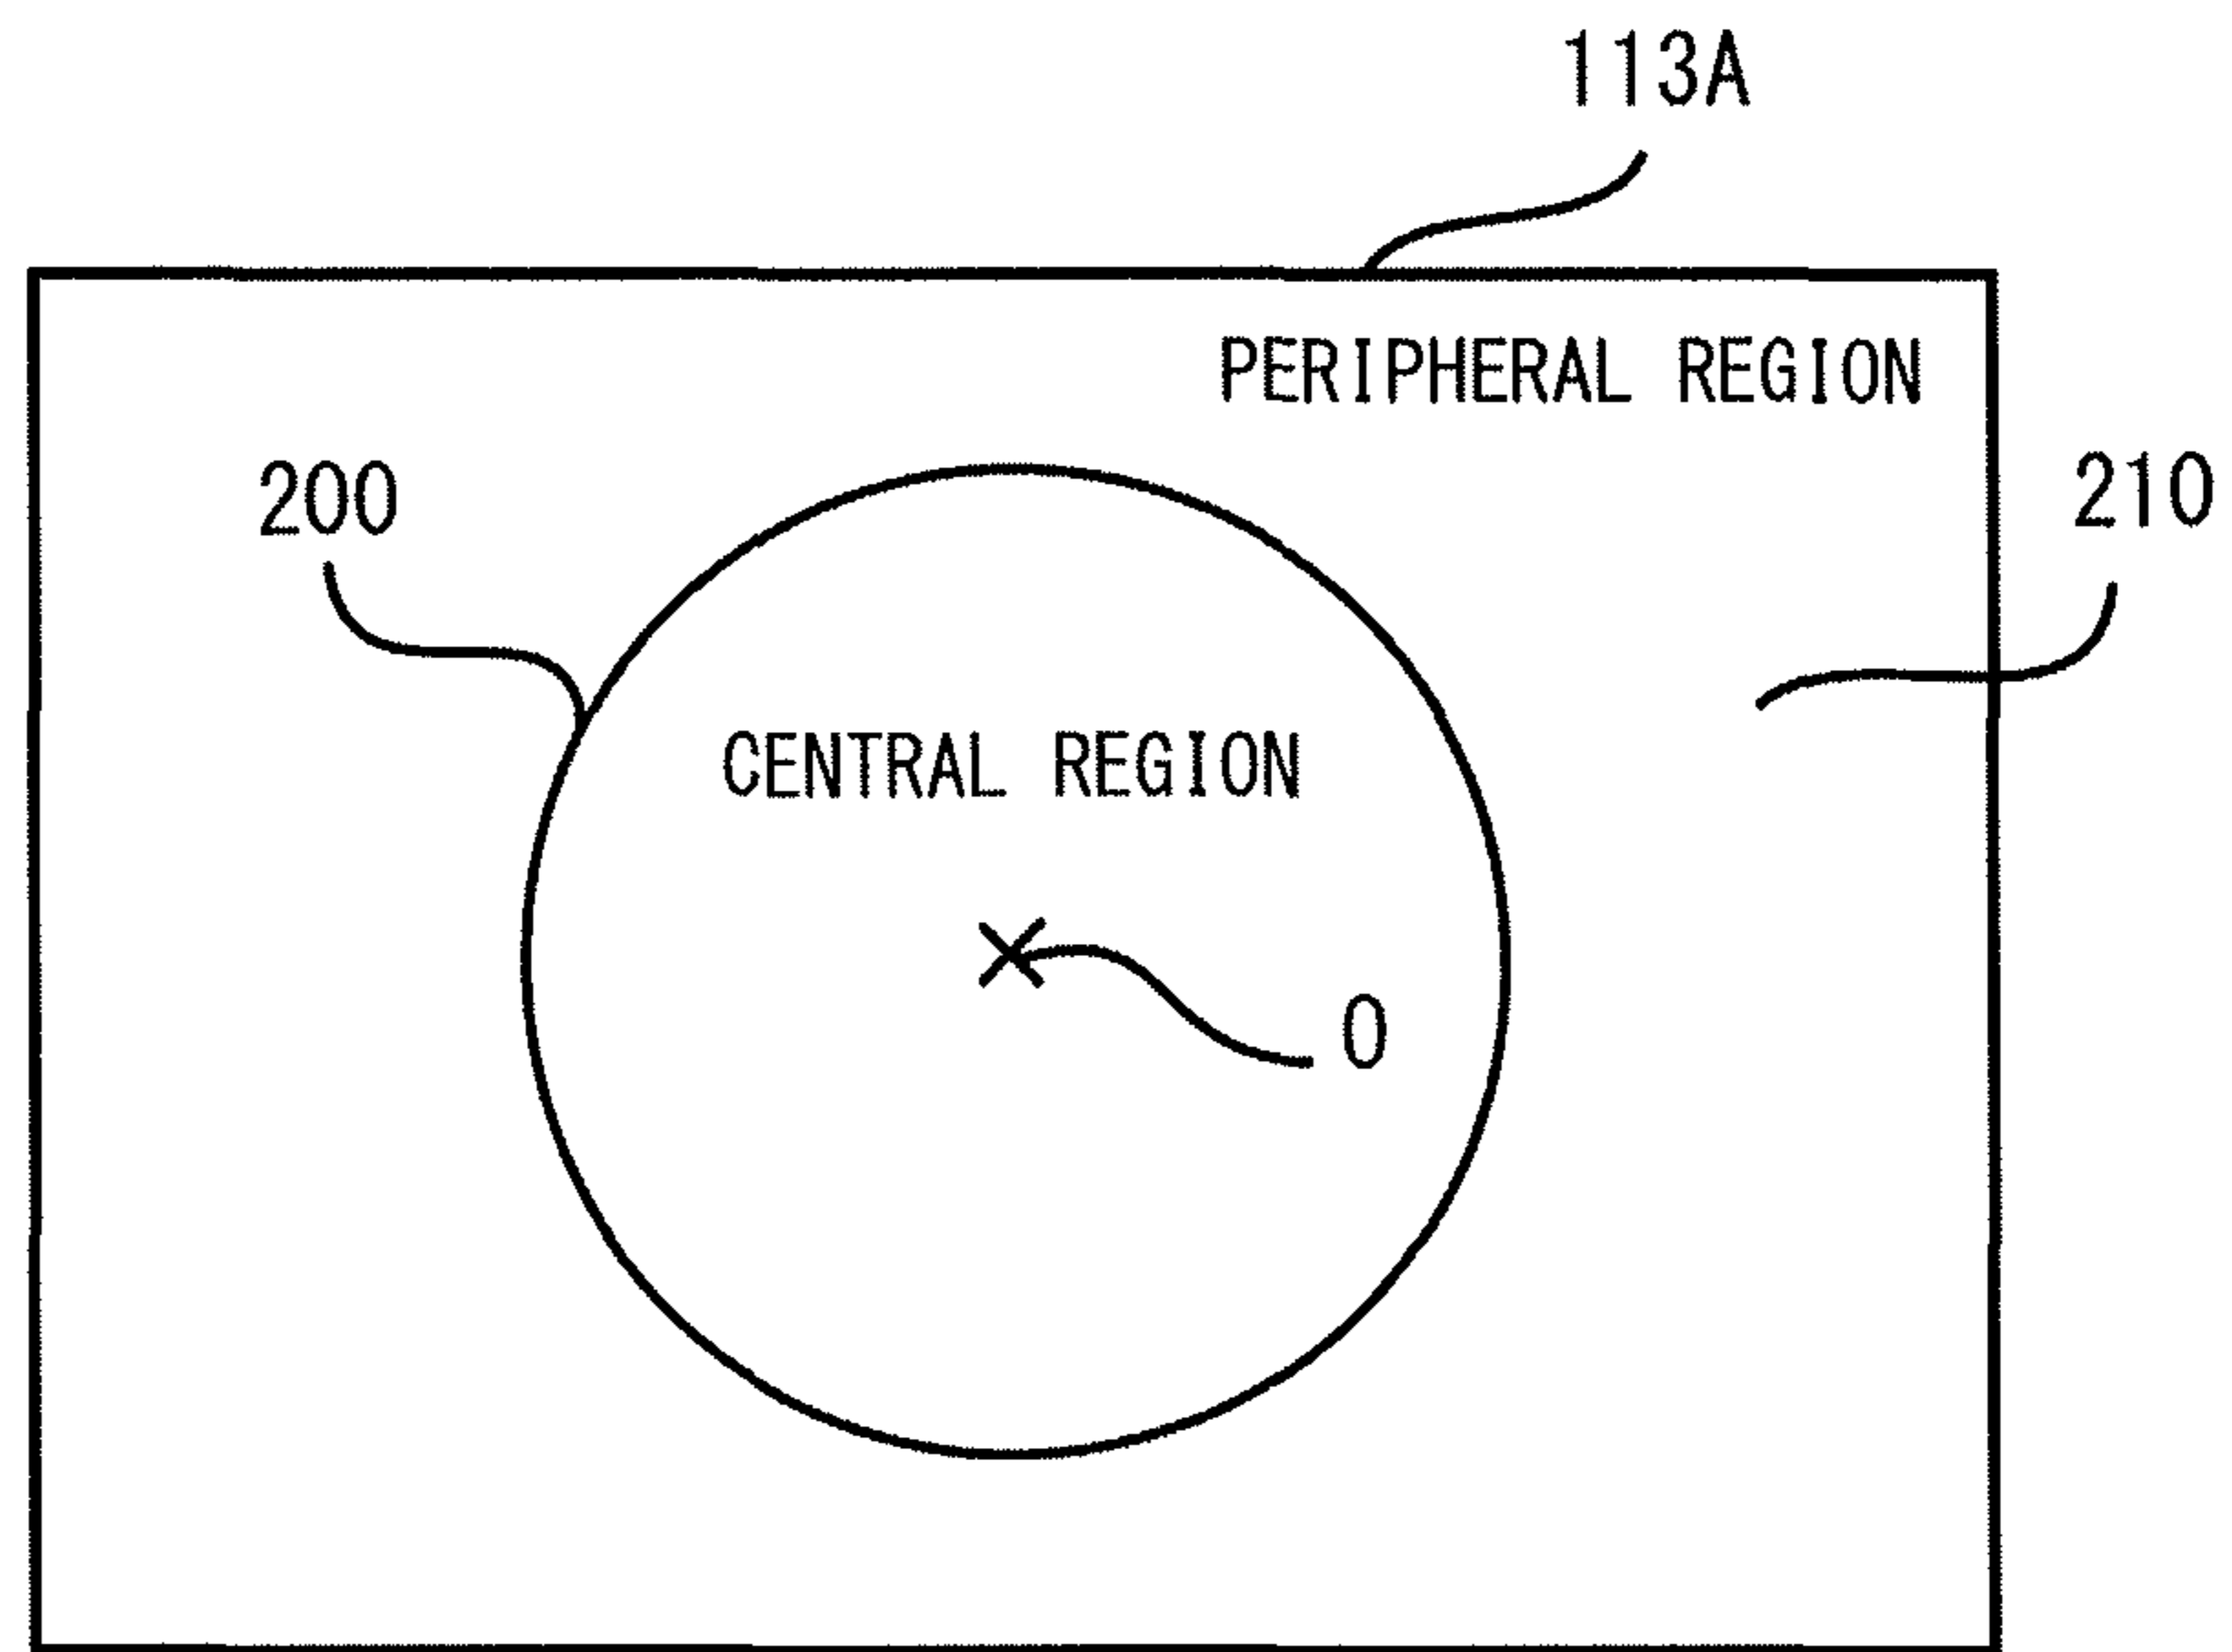 113A
PERIPHERAL REGION
200
210
CENTRAL REGION
O